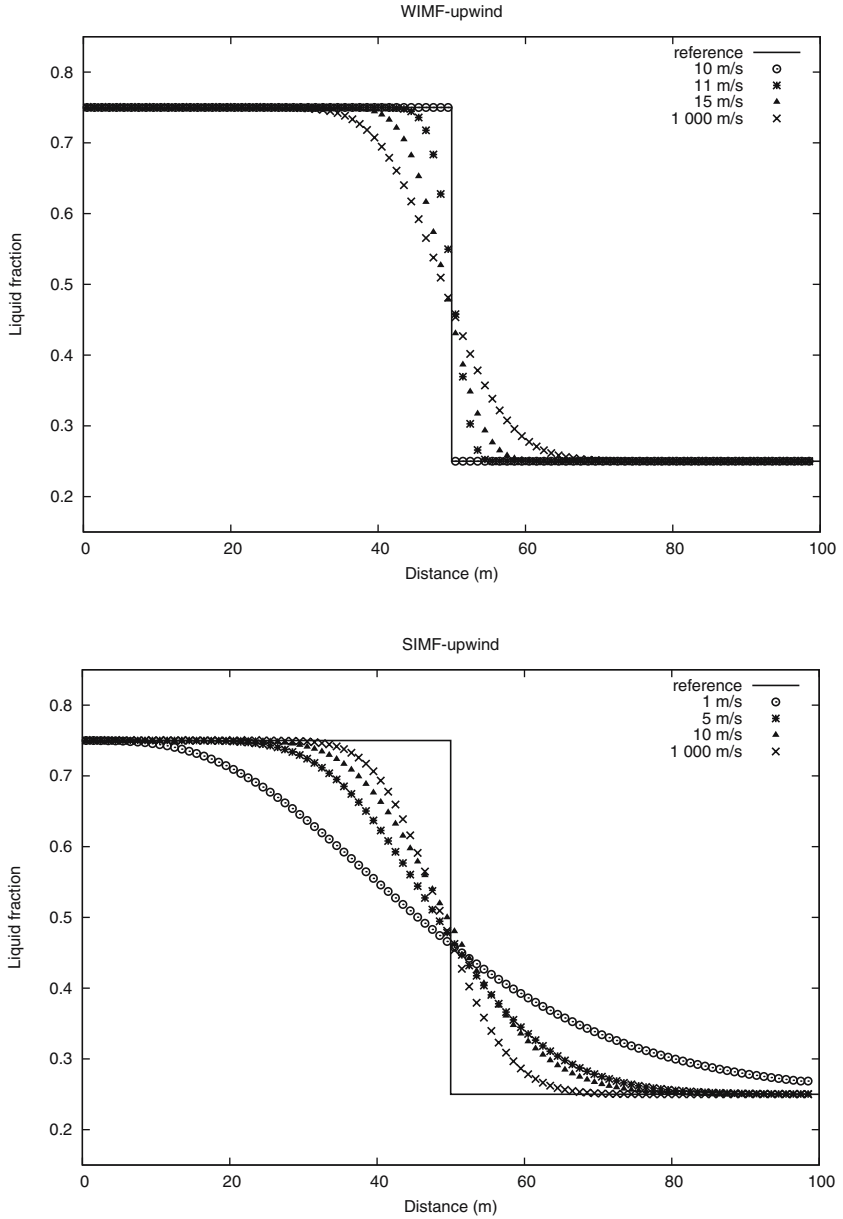 WIMF-upwind
reference
10 m/s
11 m/s
15 m/s
1 000 m/s
0.8
0.7
0.6
0.5
0.4
0.3
0.2
Liquid fraction
0
20
40
60
80
100
Distance (m)
SIMF-upwind
reference
1 m/s
5 m/s
10 m/s
1 000 m/s
0.8
0.7
0.6
0.5
0.4
0.3
0.2
Liquid fraction
0
20
40
60
80
100
Distance (m)